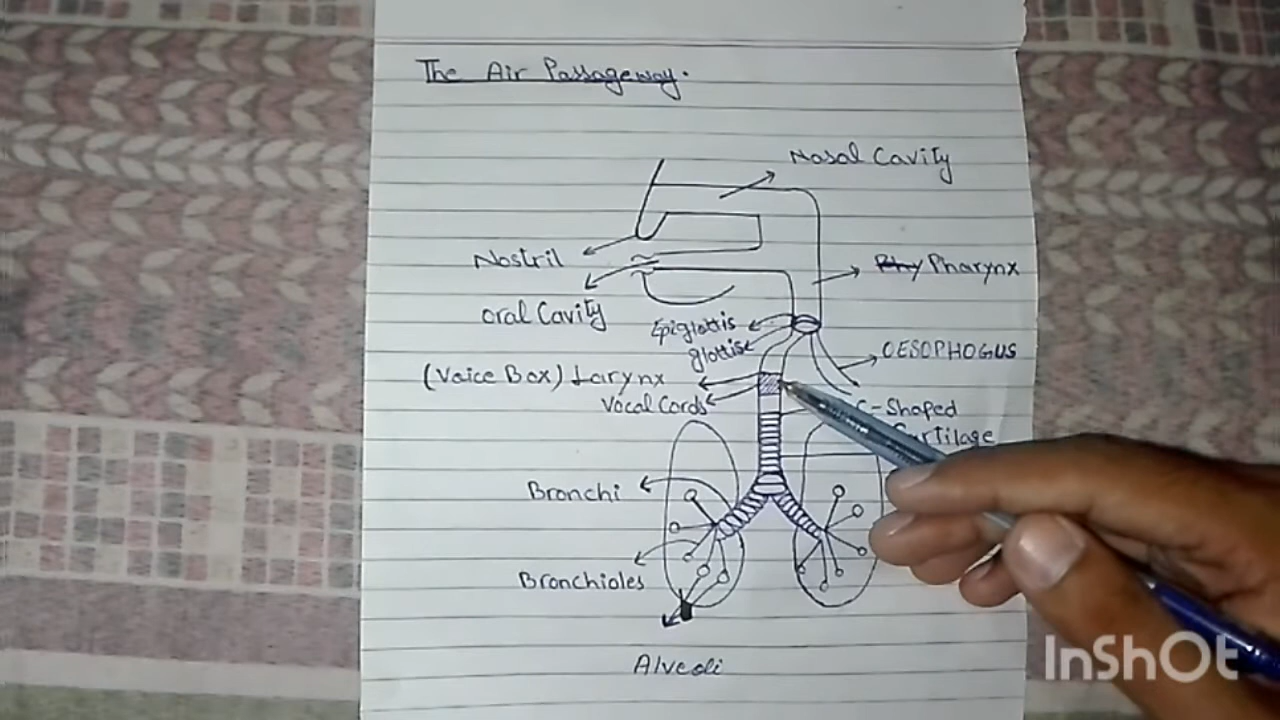 The Air Passageway.
Nasal Cavity
Nostril
Phy Pharynx
Oral Cavity
Epiglottis
glottis
OESOPHOGUS
(Voice Box) Larynx
Vocal Cords
C-Shaped
Cartilage
Bronchi
Bronchioles
Alveoli
InShOt